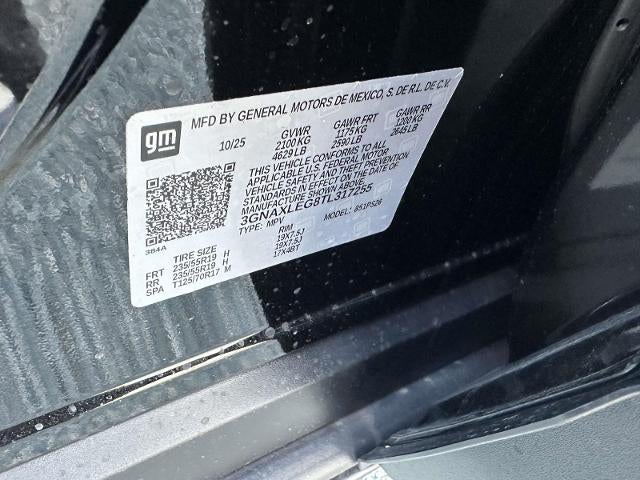 gm
MFD BY GENERAL MOTORS DE MEXICO, S. DE R.L. DE C.V.
10/25 GVWR GAWR FRT GAWR RR
2100 KG 1175 KG 1200 KG
4629 LB 2590 LB 2645 LB
THIS VEHICLE CONFORMS TO ALL
APPLICABLE U.S. FEDERAL MOTOR
VEHICLE SAFETY AND THEFT PREVENTION
STANDARDS IN EFFECT ON THE DATE OF
MANUFACTURE SHOWN ABOVE.
3GNAXLEG8TL317255
TYPE: MPV MODEL: 851PS26
384A
TIRE SIZE RIM
FRT 235/55R19 H 19X7.5J
RR 235/55R19 H 19X7.5J
SPA T125/70R17 M 17X4BT